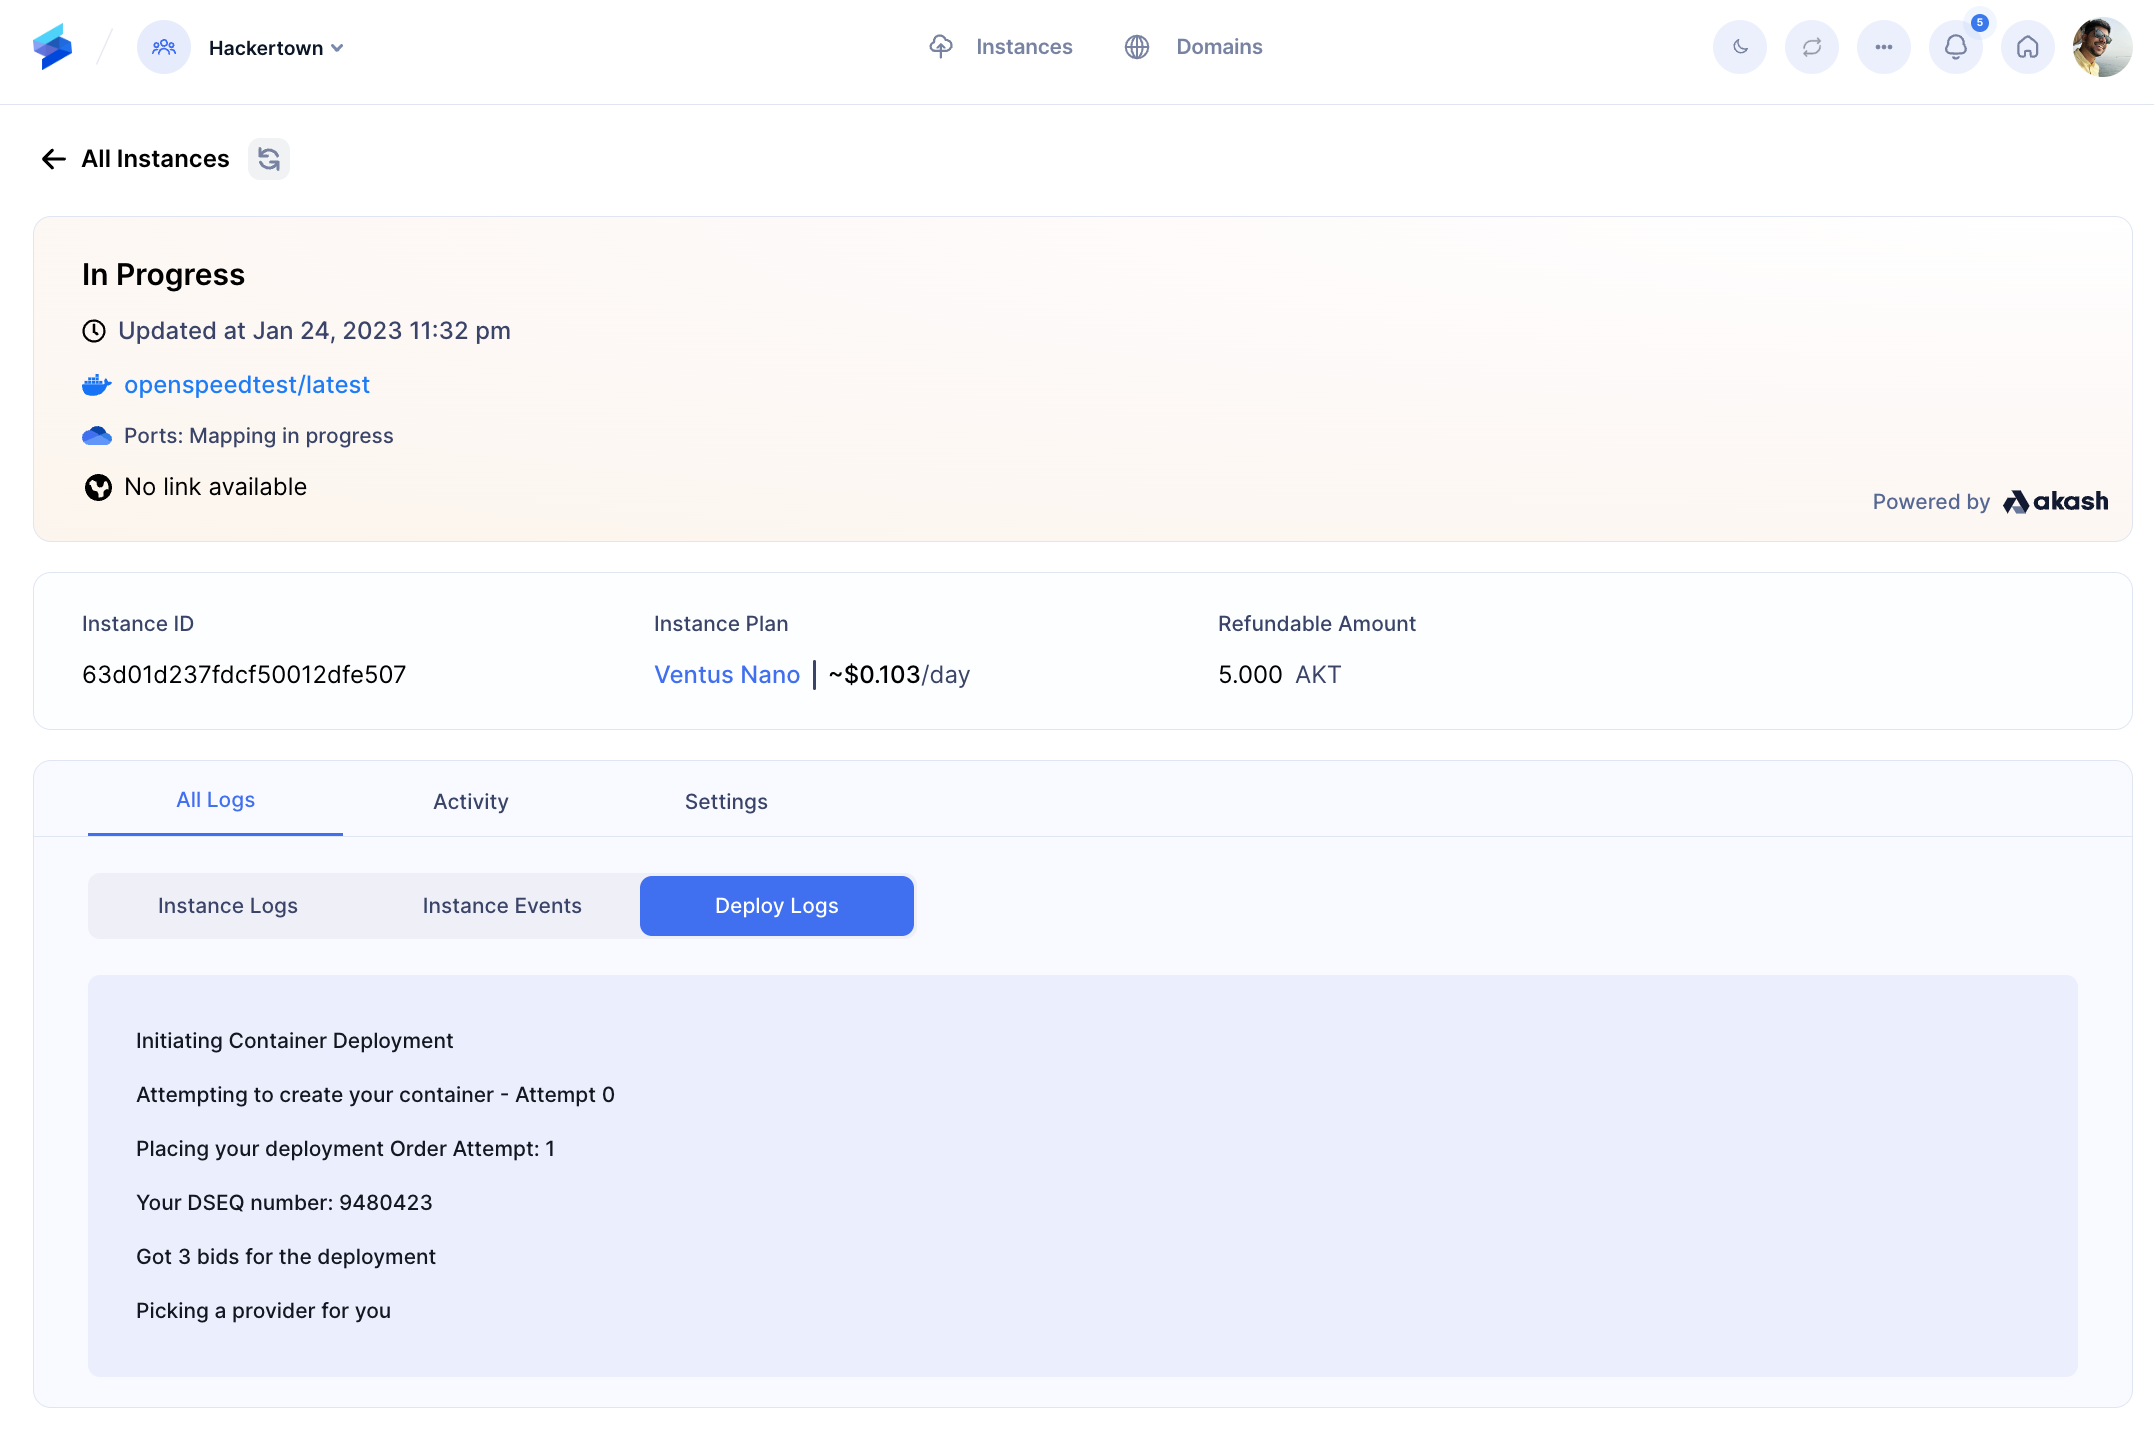 Hackertown
Instances
Domains
5
All Instances
In Progress
Updated at Jan 24, 2023 11:32 pm
openspeedtest/latest
Ports: Mapping in progress
No link available
Powered by akash
Instance ID
Instance Plan
Refundable Amount
63d01d237fdcf50012dfe507
Ventus Nano | ~$0.103/day
5.000 AKT
All Logs
Activity
Settings
Instance Logs
Instance Events
Deploy Logs
Initiating Container Deployment
Attempting to create your container - Attempt 0
Placing your deployment Order Attempt: 1
Your DSEQ number: 9480423
Got 3 bids for the deployment
Picking a provider for you